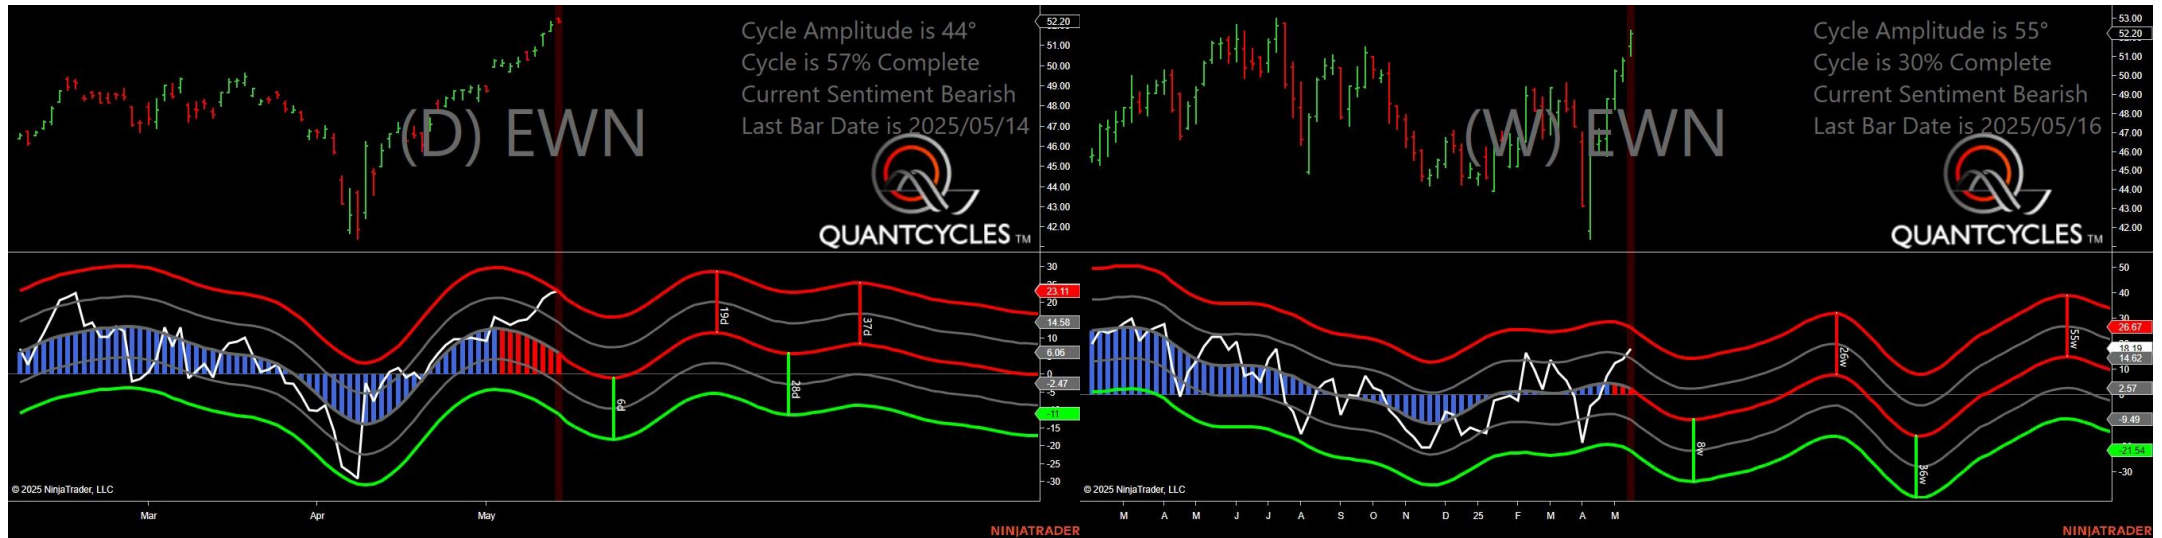 Cycle Amplitude is 44°
Cycle is 57% Complete
Current Sentiment Bearish
Last Bar Date is 2025/05/14
(D) EWN
QUANTCYCLES TM
52.20
51.00
50.00
49.00
48.00
47.00
46.00
45.00
44.00
43.00
42.00
30
23.11
20
14.58
10
6.06
0
-2.47
-5
-11
-15
-20
-25
-30
6d
19d
28d
37d
© 2025 NinjaTrader, LLC
Mar
Apr
May
NINJATRADER
Cycle Amplitude is 55°
Cycle is 30% Complete
Current Sentiment Bearish
Last Bar Date is 2025/05/16
(W) EWN
QUANTCYCLES TM
53.00
52.20
51.00
50.00
49.00
48.00
47.00
46.00
45.00
44.00
43.00
42.00
50
40
30
26.67
18.19
14.62
10
2.57
0
-9.49
-21.54
-30
8w
26w
36w
55w
© 2025 NinjaTrader, LLC
M
A
M
J
J
A
S
O
N
D
25
F
M
A
M
NINJATRADER